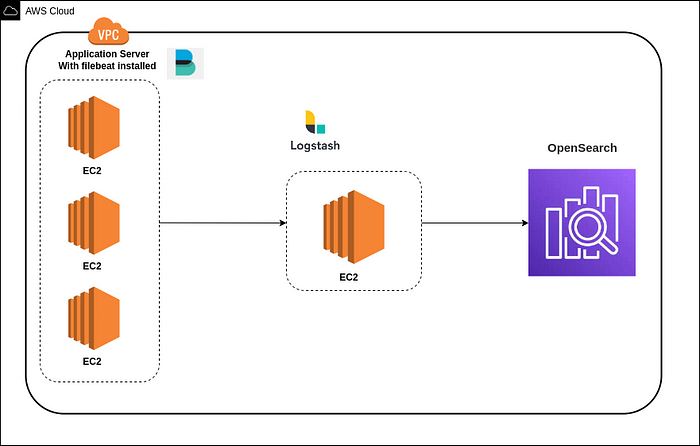 AWS Cloud
VPC
Application Server
With filebeat installed
EC2
EC2
EC2
Logstash
EC2
OpenSearch